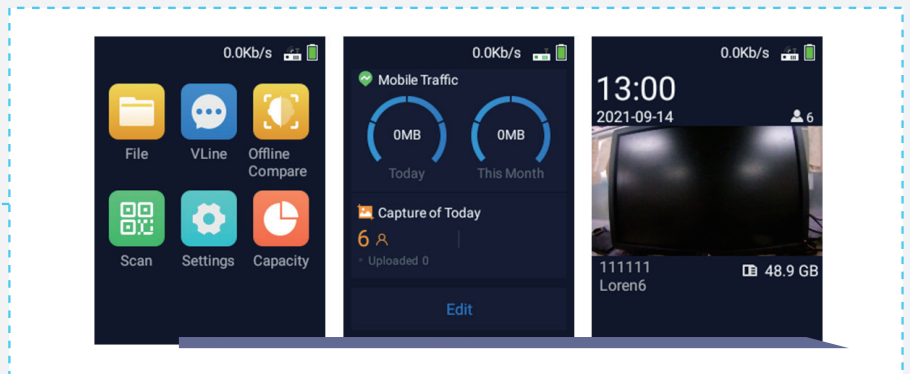 0.0Kb/s
File
VLine
Offline
Compare
Scan
Settings
Capacity
0.0Kb/s
Mobile Traffic
0MB
0MB
Today
This Month
Capture of Today
6
Uploaded 0
Edit
0.0Kb/s
13:00
2021-09-14
6
111111
48.9 GB
Loren6